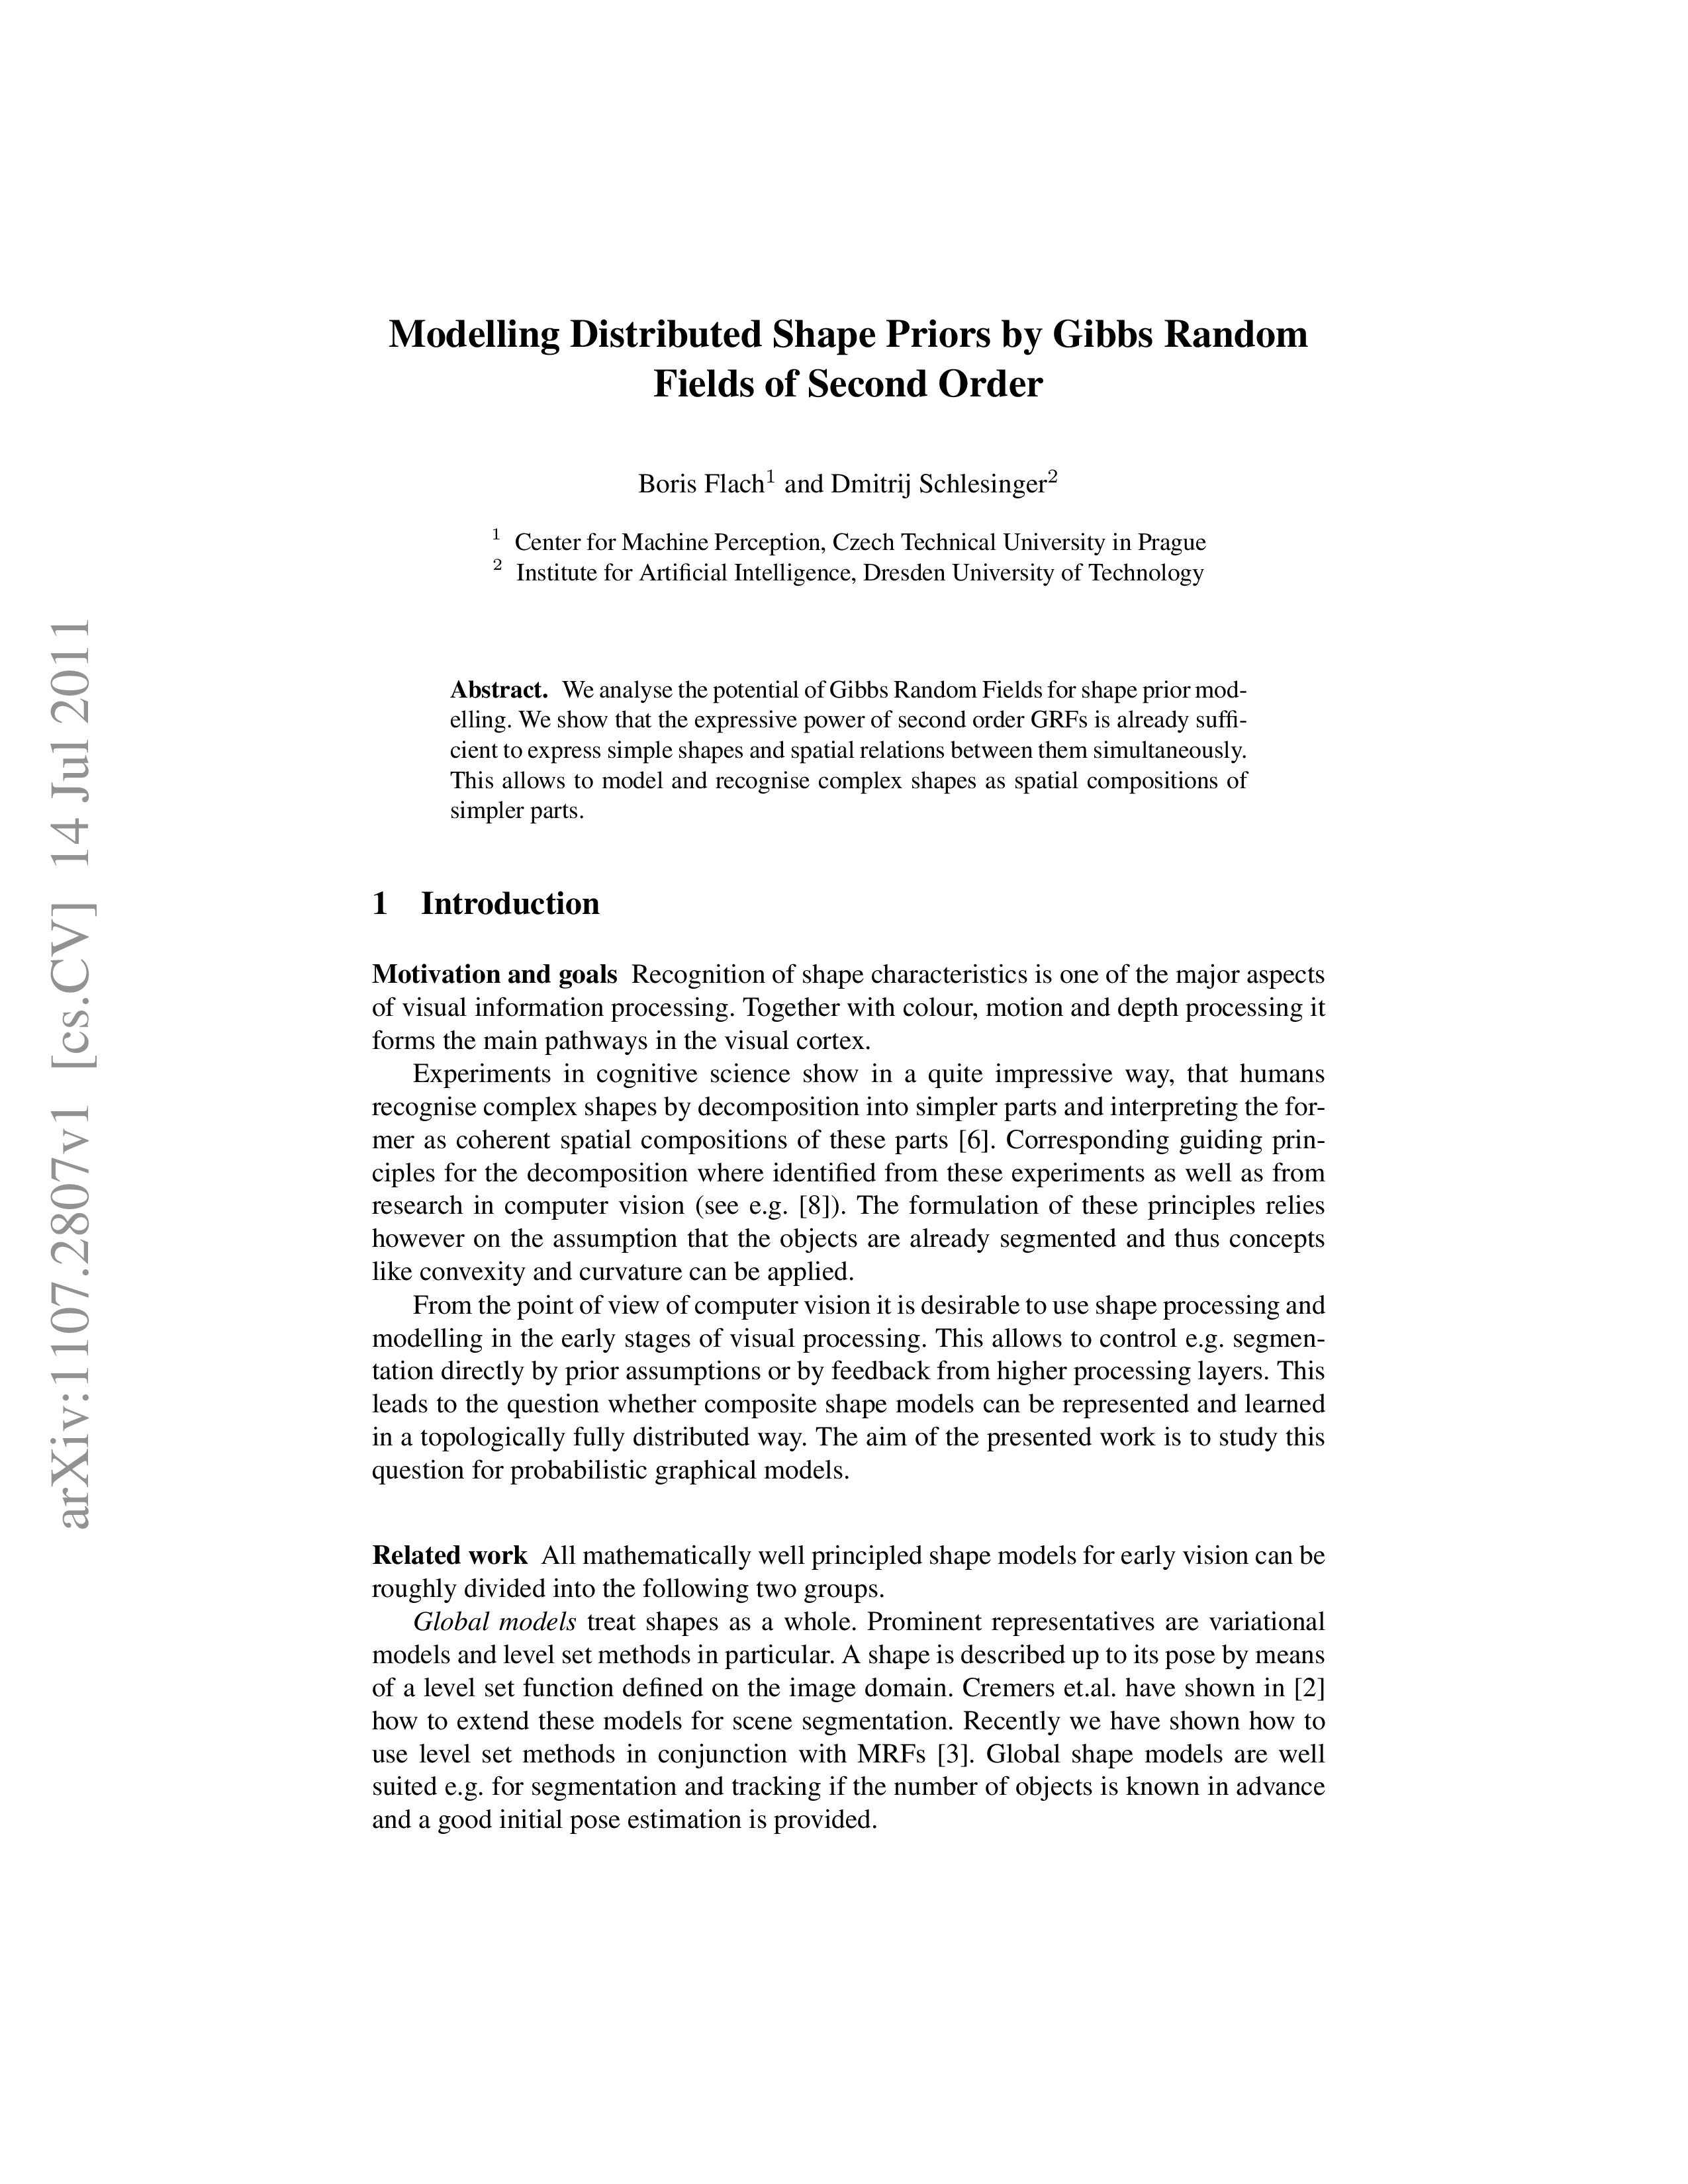 arXiv:1107.2807v1 [cs.CV] 14 Jul 2011
Modelling Distributed Shape Priors by Gibbs Random
Fields of Second Order
Boris Flach1 and Dmitrij Schlesinger2
1 Center for Machine Perception, Czech Technical University in Prague
2 Institute for Artificial Intelligence, Dresden University of Technology
Abstract. We analyse the potential of Gibbs Random Fields for shape prior mod-
elling. We show that the expressive power of second order GRFs is already suffi-
cient to express simple shapes and spatial relations between them simultaneously.
This allows to model and recognise complex shapes as spatial compositions of
simpler parts.
1 Introduction
Motivation and goals Recognition of shape characteristics is one of the major aspects
of visual information processing. Together with colour, motion and depth processing it
forms the main pathways in the visual cortex.
Experiments in cognitive science show in a quite impressive way, that humans
recognise complex shapes by decomposition into simpler parts and interpreting the for-
mer as coherent spatial compositions of these parts [6]. Corresponding guiding prin-
ciples for the decomposition where identified from these experiments as well as from
research in computer vision (see e.g. [8]). The formulation of these principles relies
however on the assumption that the objects are already segmented and thus concepts
like convexity and curvature can be applied.
From the point of view of computer vision it is desirable to use shape processing and
modelling in the early stages of visual processing. This allows to control e.g. segmen-
tation directly by prior assumptions or by feedback from higher processing layers. This
leads to the question whether composite shape models can be represented and learned
in a topologically fully distributed way. The aim of the presented work is to study this
question for probabilistic graphical models.
Related work All mathematically well principled shape models for early vision can be
roughly divided into the following two groups.
Global models treat shapes as a whole. Prominent representatives are variational
models and level set methods in particular. A shape is described up to its pose by means
of a level set function defined on the image domain. Cremers et.al. have shown in [2]
how to extend these models for scene segmentation. Recently we have shown how to
use level set methods in conjunction with MRFs [3]. Global shape models are well
suited e.g. for segmentation and tracking if the number of objects is known in advance
and a good initial pose estimation is provided.